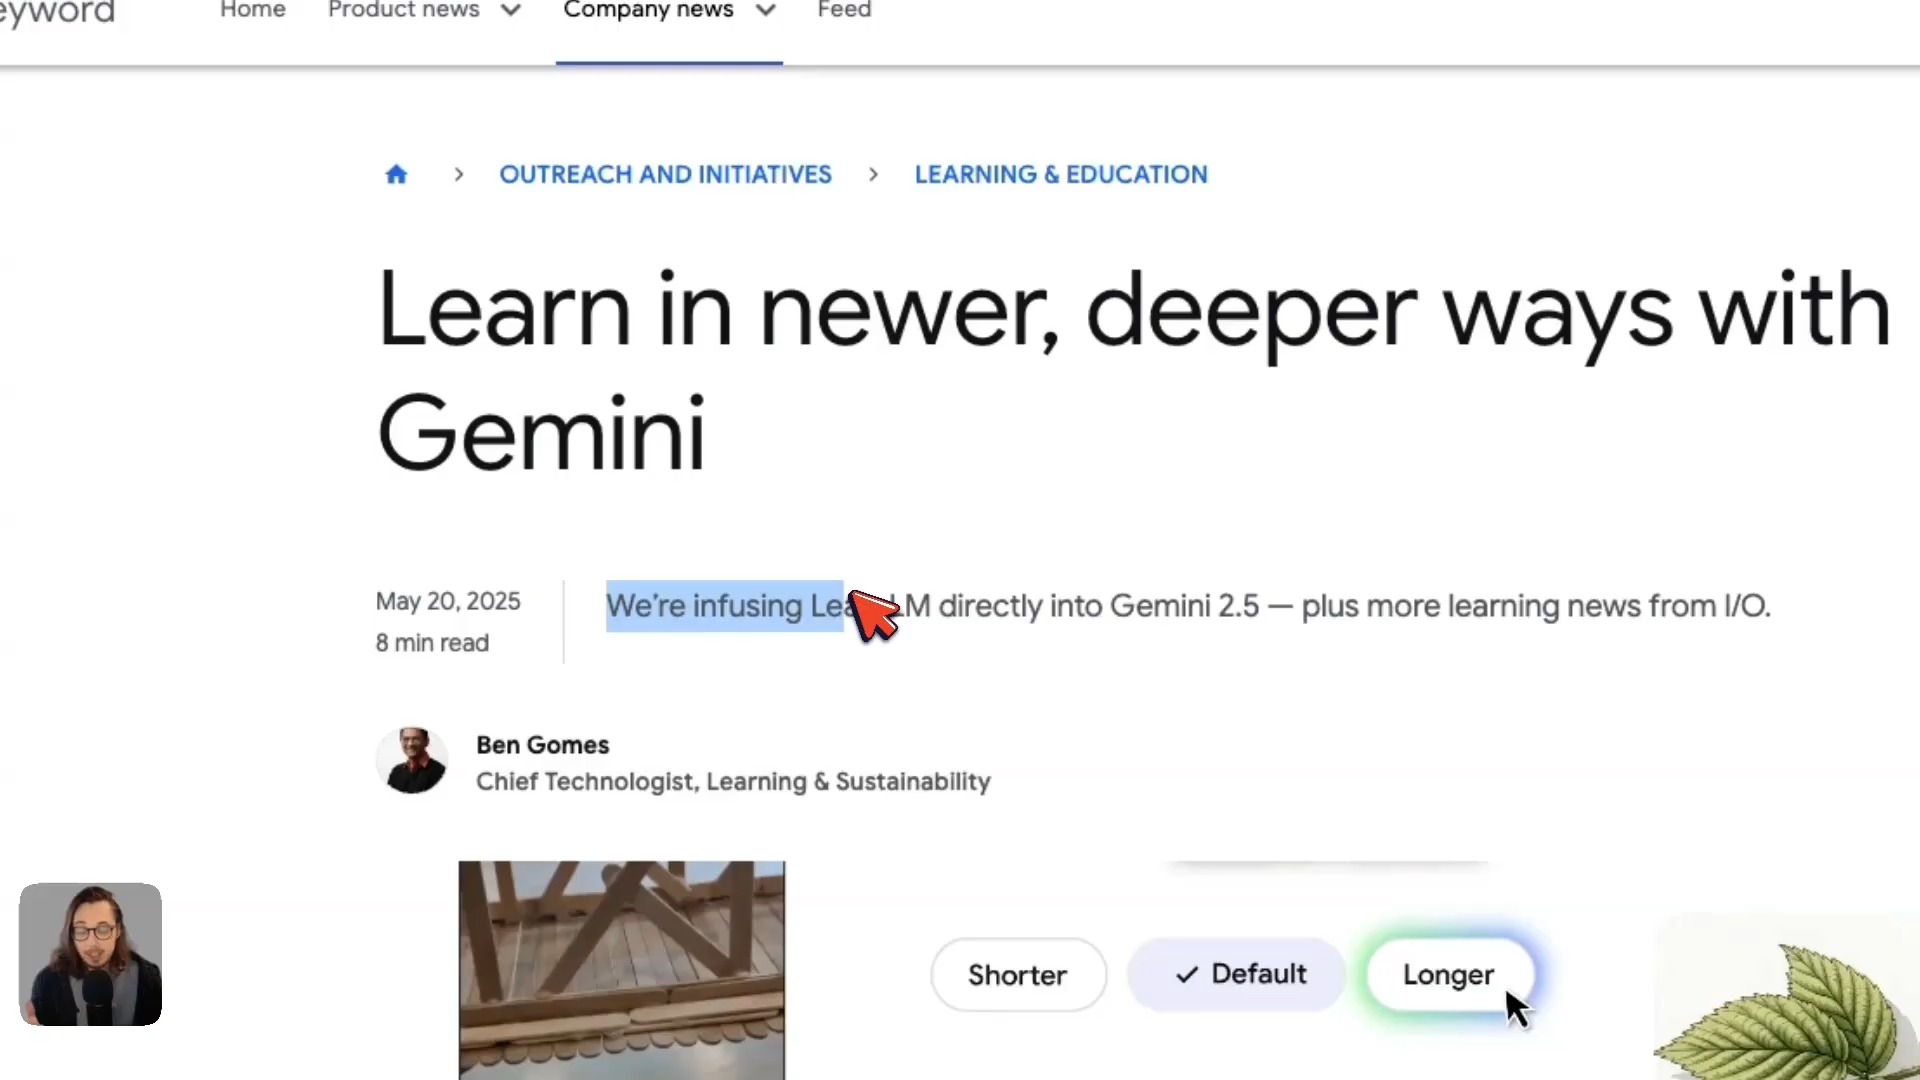 eyword
Home Product news Company news Feed
OUTREACH AND INITIATIVES > LEARNING & EDUCATION
Learn in newer, deeper ways with
Gemini
May 20, 2025
8 min read
We're infusing Lea LM directly into Gemini 2.5 — plus more learning news from I/O.
Ben Gomes
Chief Technologist, Learning & Sustainability
Shorter
Default
Longer